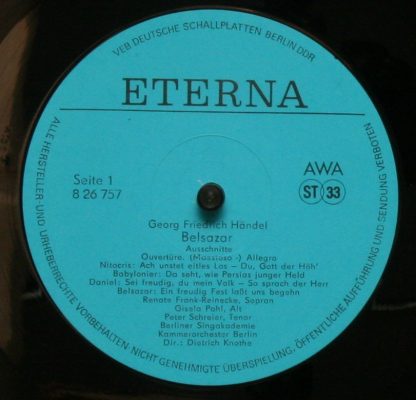 VEB DEUTSCHE SCHALLPLATTEN BERLIN DDR
ETERNA
Seite 1
8 26 757
AWA
ST 33
Georg Friedrich Händel
Belsazar
Ausschnitte
Ouvertüre. (Maestoso -) Allegro
Nitocris: Ach unstet eitles Los – Du, Gott der Höh'
Babylonier: Da seht, wie Persias junger Held
Daniel: Sei freudig, du mein Volk – So sprach der Herr
Belsazar: Ein freudig Fest laßt uns begehn
Renate Frank-Reinecke, Sopran
Gisela Pohl, Alt
Peter Schreier, Tenor
Berliner Singakademie
Kammerorchester Berlin
Dir.: Dietrich Knothe
ALLE HERSTELLER- UND URHEBERRECHTE VORBEHALTEN NICHT GENEHMIGTE ÜBERSPIELUNG, ÖFFENTLICHE AUFFÜHRUNG UND SENDUNG VERBOTEN